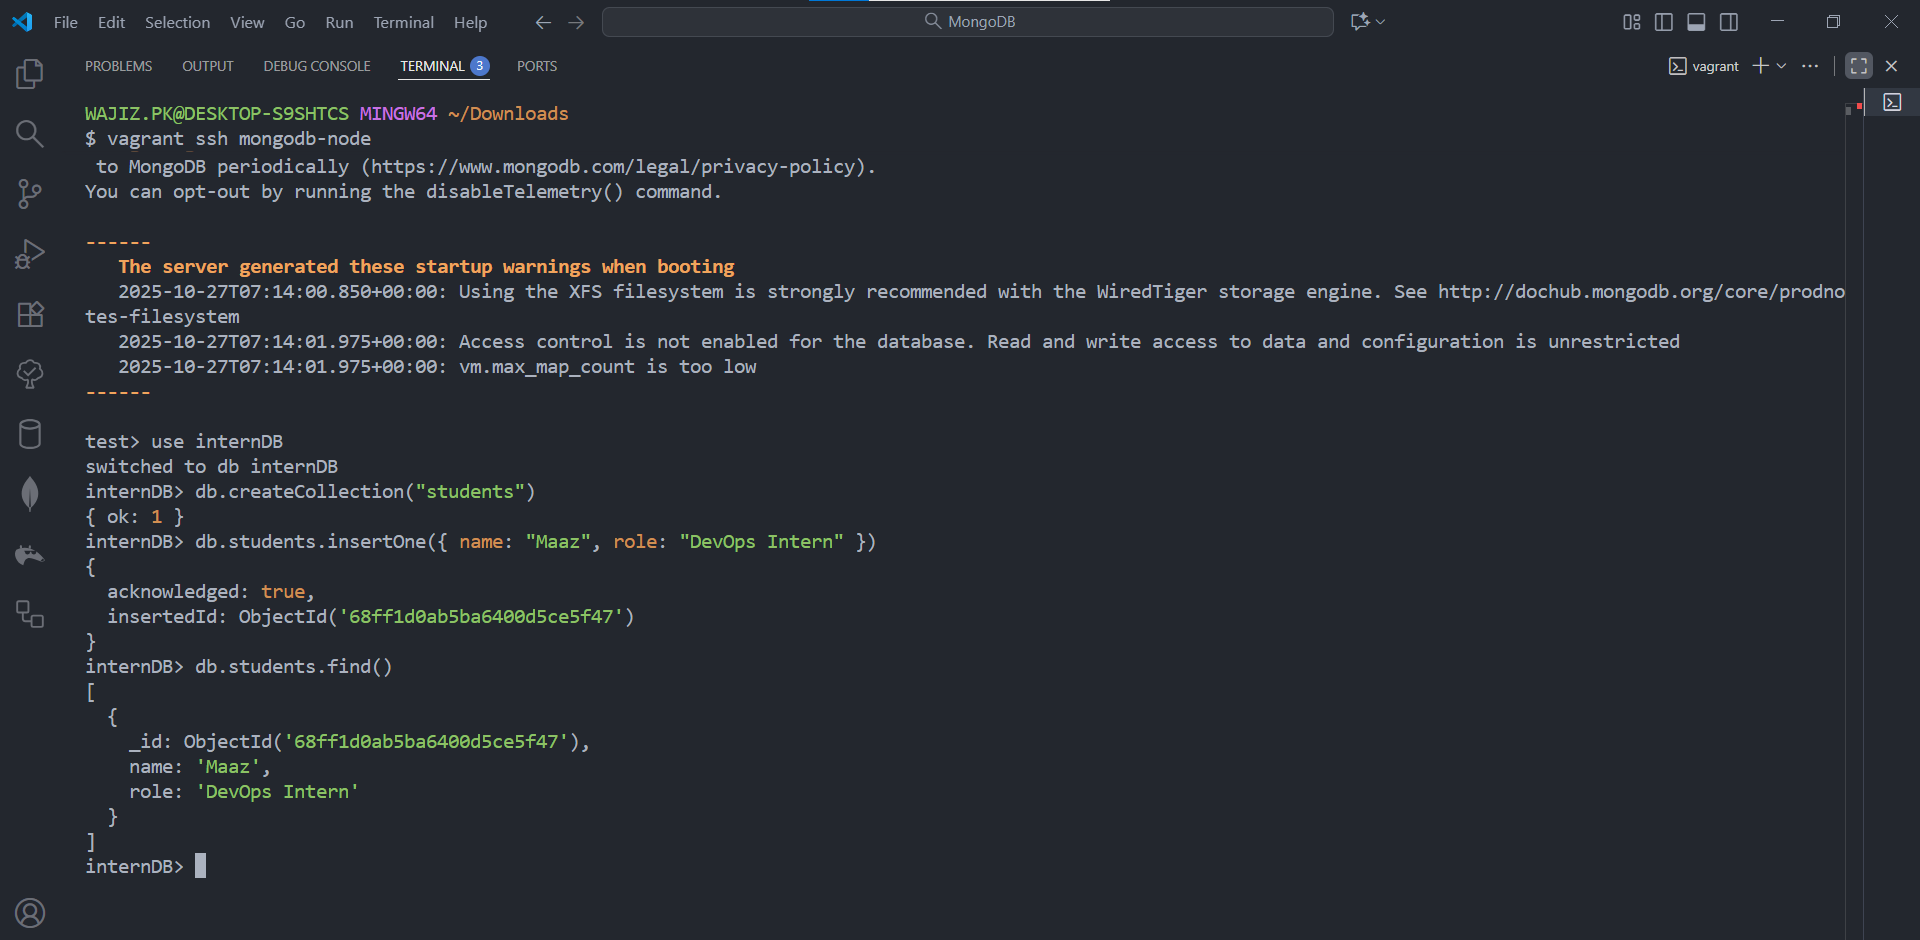 File Edit Selection View Go Run Terminal Help
MongoDB
PROBLEMS OUTPUT DEBUG CONSOLE TERMINAL 3 PORTS
vagrant
WAJIZ.PK@DESKTOP-S9SHTCS MINGW64 ~/Downloads
$ vagrant ssh mongodb-node
 to MongoDB periodically (https://www.mongodb.com/legal/privacy-policy).
You can opt-out by running the disableTelemetry() command.
------
   The server generated these startup warnings when booting
   2025-10-27T07:14:00.850+00:00: Using the XFS filesystem is strongly recommended with the WiredTiger storage engine. See http://dochub.mongodb.org/core/prodno
tes-filesystem
   2025-10-27T07:14:01.975+00:00: Access control is not enabled for the database. Read and write access to data and configuration is unrestricted
   2025-10-27T07:14:01.975+00:00: vm.max_map_count is too low
------
test> use internDB
switched to db internDB
internDB> db.createCollection("students")
{ ok: 1 }
internDB> db.students.insertOne({ name: "Maaz", role: "DevOps Intern" })
{
  acknowledged: true,
  insertedId: ObjectId('68ff1d0ab5ba6400d5ce5f47')
}
internDB> db.students.find()
[
  {
    _id: ObjectId('68ff1d0ab5ba6400d5ce5f47'),
    name: 'Maaz',
    role: 'DevOps Intern'
  }
]
internDB>